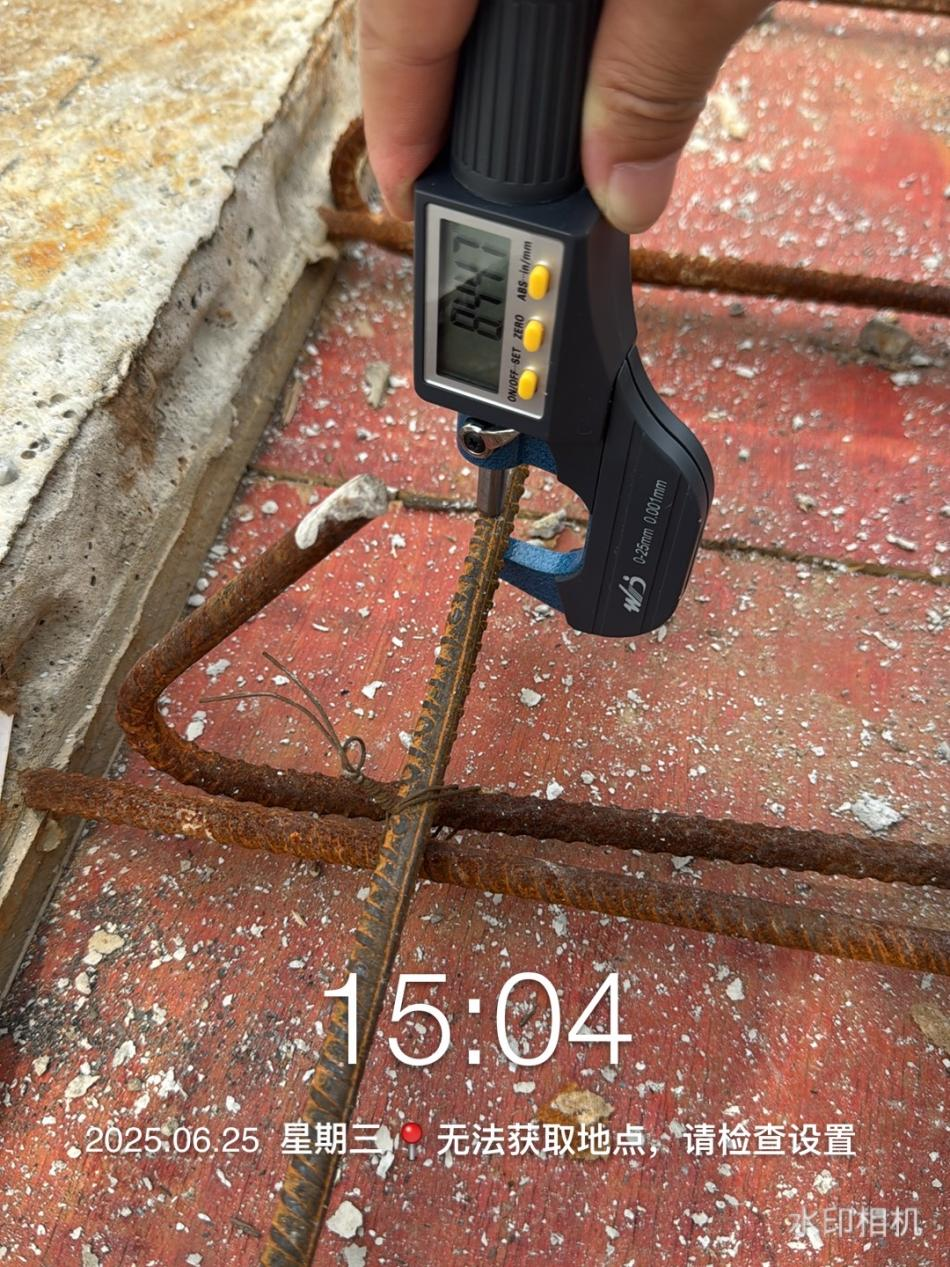 ON/OFF SET ZERO ABS in/mm
0-25mm 0.001mm
15:04
2025.06.25 星期三 📍 无法获取地点，请检查设置
水印相机